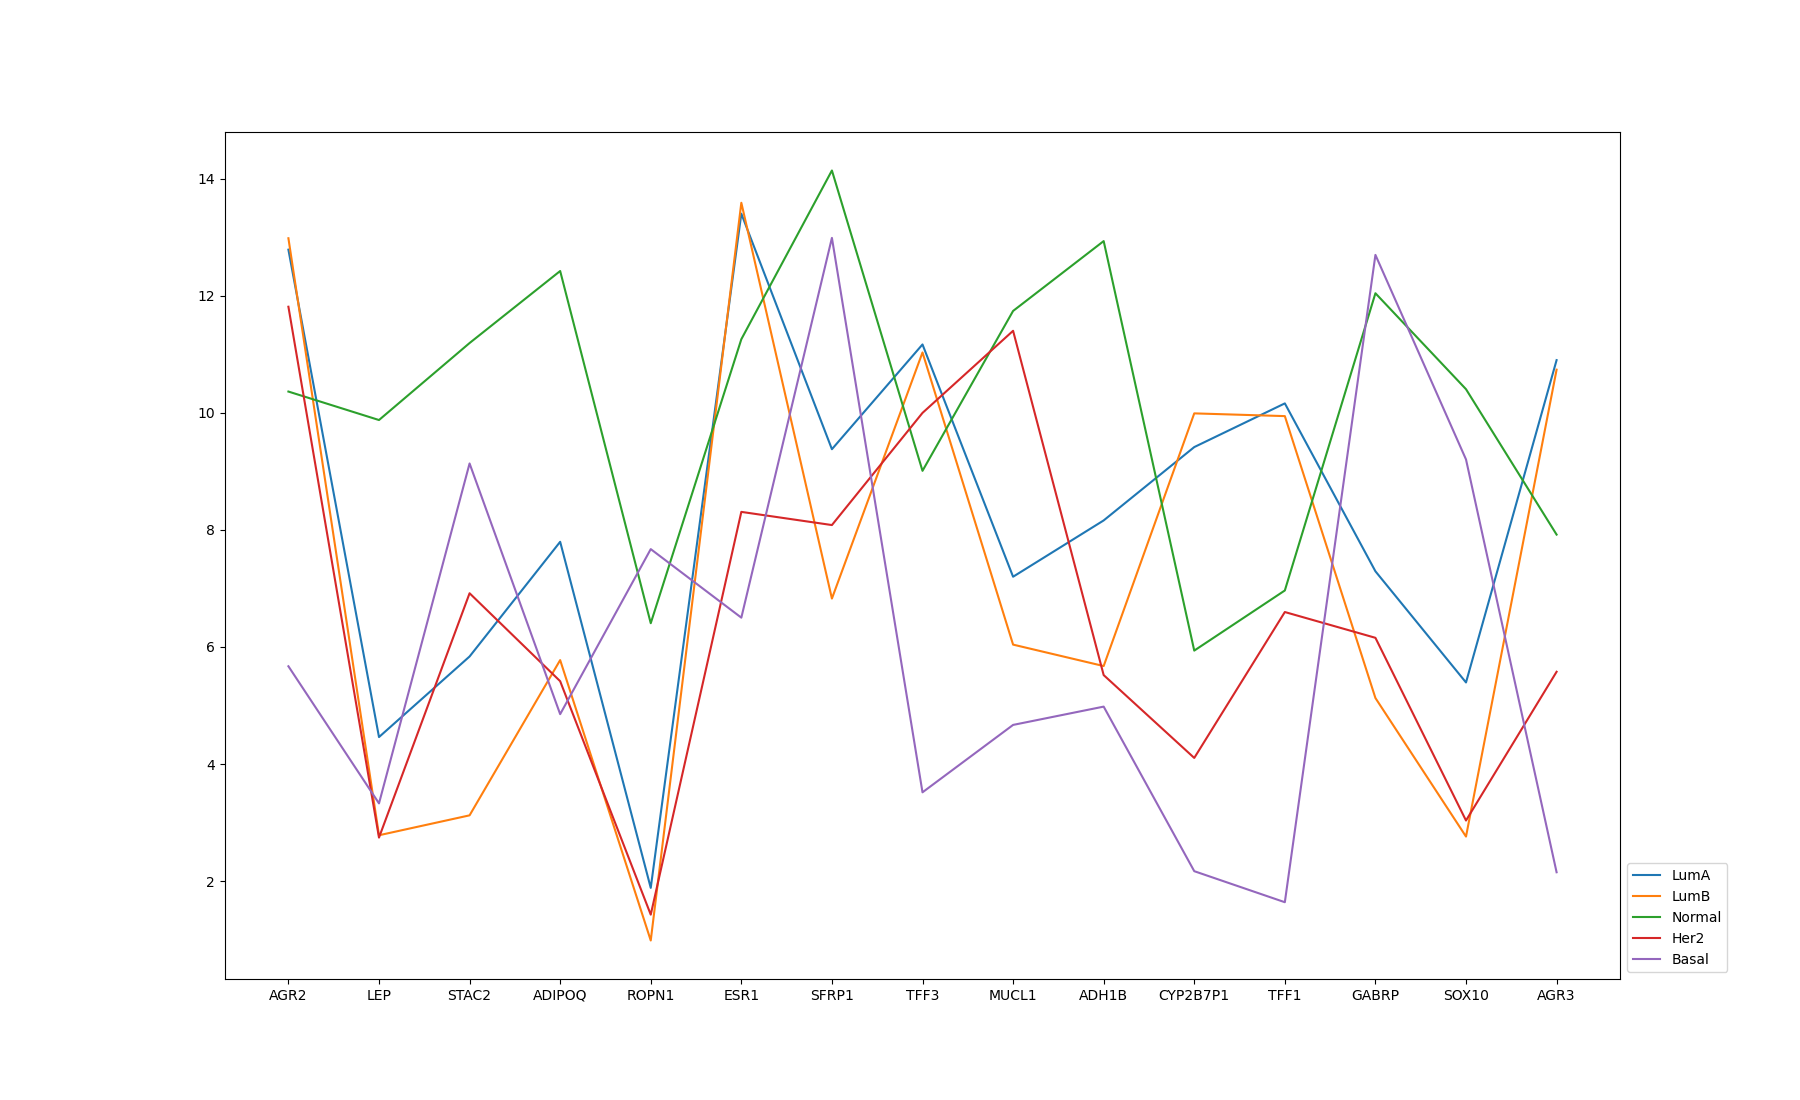 14
12
10
8
6
4
2
AGR2 LEP STAC2 ADIPOQ ROPN1 ESR1 SFRP1 TFF3 MUCL1 ADH1B CYP2B7P1 TFF1 GABRP SOX10 AGR3
LumA
LumB
Normal
Her2
Basal